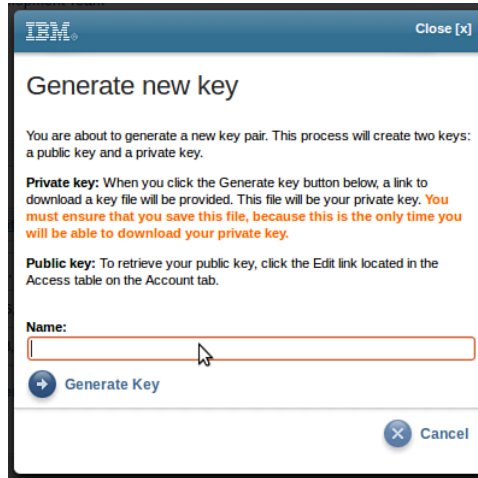 IBM
Close [x]
Generate new key
You are about to generate a new key pair. This process will create two keys:
a public key and a private key.
Private key: When you click the Generate key button below, a link to
download a key file will be provided. This file will be your private key. You
must ensure that you save this file, because this is the only time you
will be able to download your private key.
Public key: To retrieve your public key, click the Edit link located in the
Access table on the Account tab.
Name:
Generate Key
Cancel